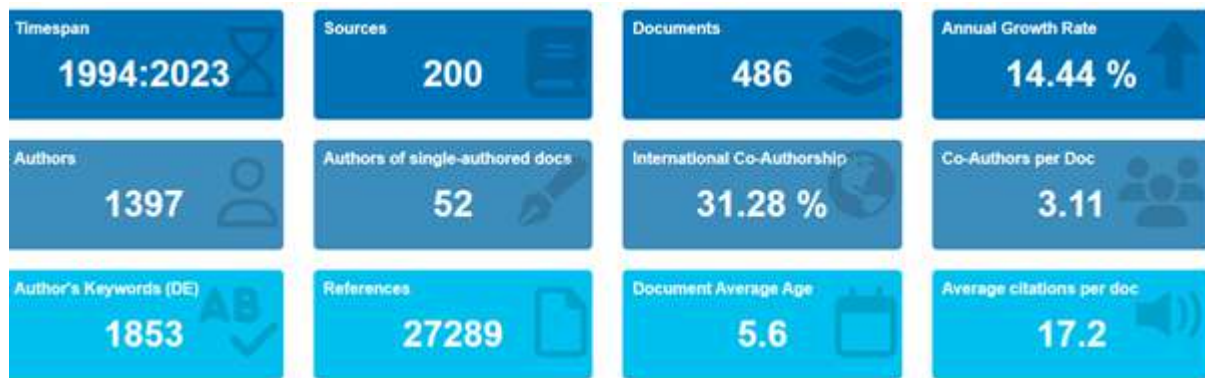 Timespan
1994:2023
Sources
200
Documents
486
Annual Growth Rate
14.44 %
Authors
1397
Authors of single-authored docs
52
International Co-Authorship
31.28 %
Co-Authors per Doc
3.11
Author's Keywords (DE)
AB
1853
References
27289
Document Average Age
5.6
Average citations per doc
17.2